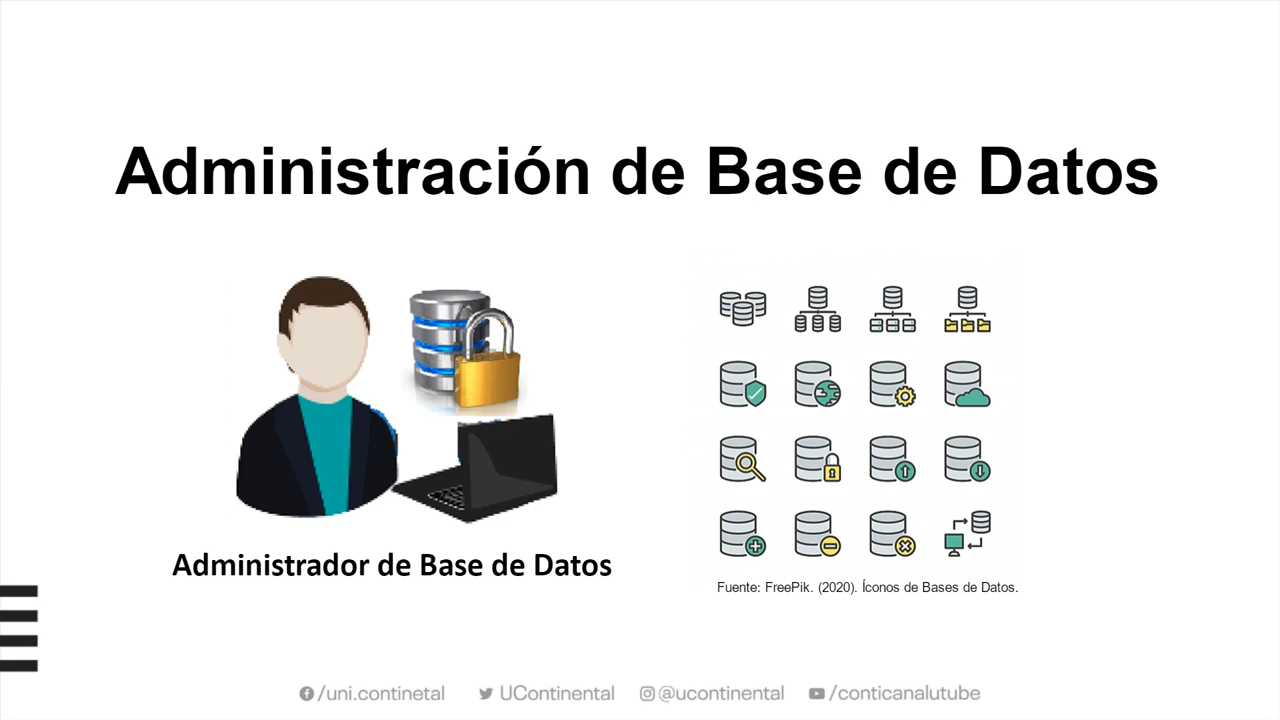 Administración de Base de Datos
Administrador de Base de Datos
Fuente: FreePik. (2020). Íconos de Bases de Datos.
/uni.continetal UContinental @ucontinental /conticanalutube